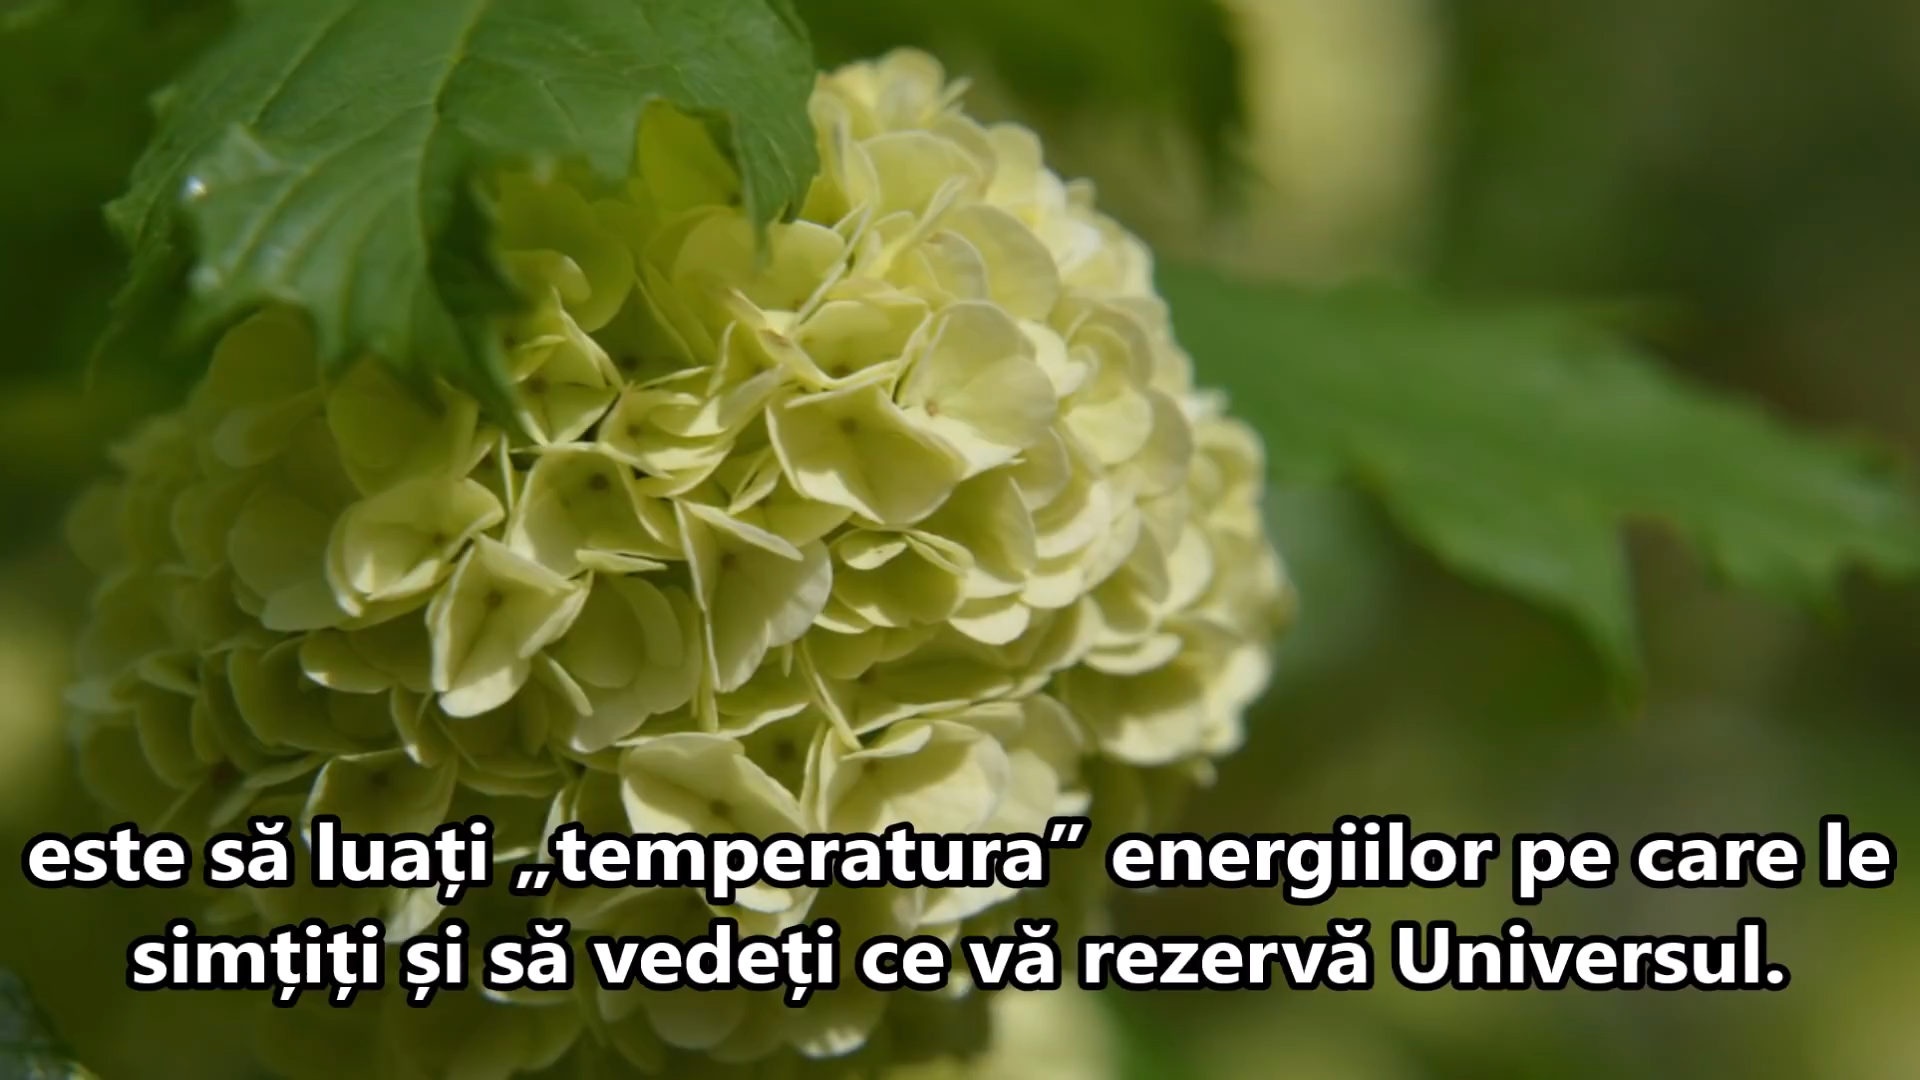 este să luați „temperatura” energiilor pe care le
simțiți și să vedeți ce vă rezervă Universul.